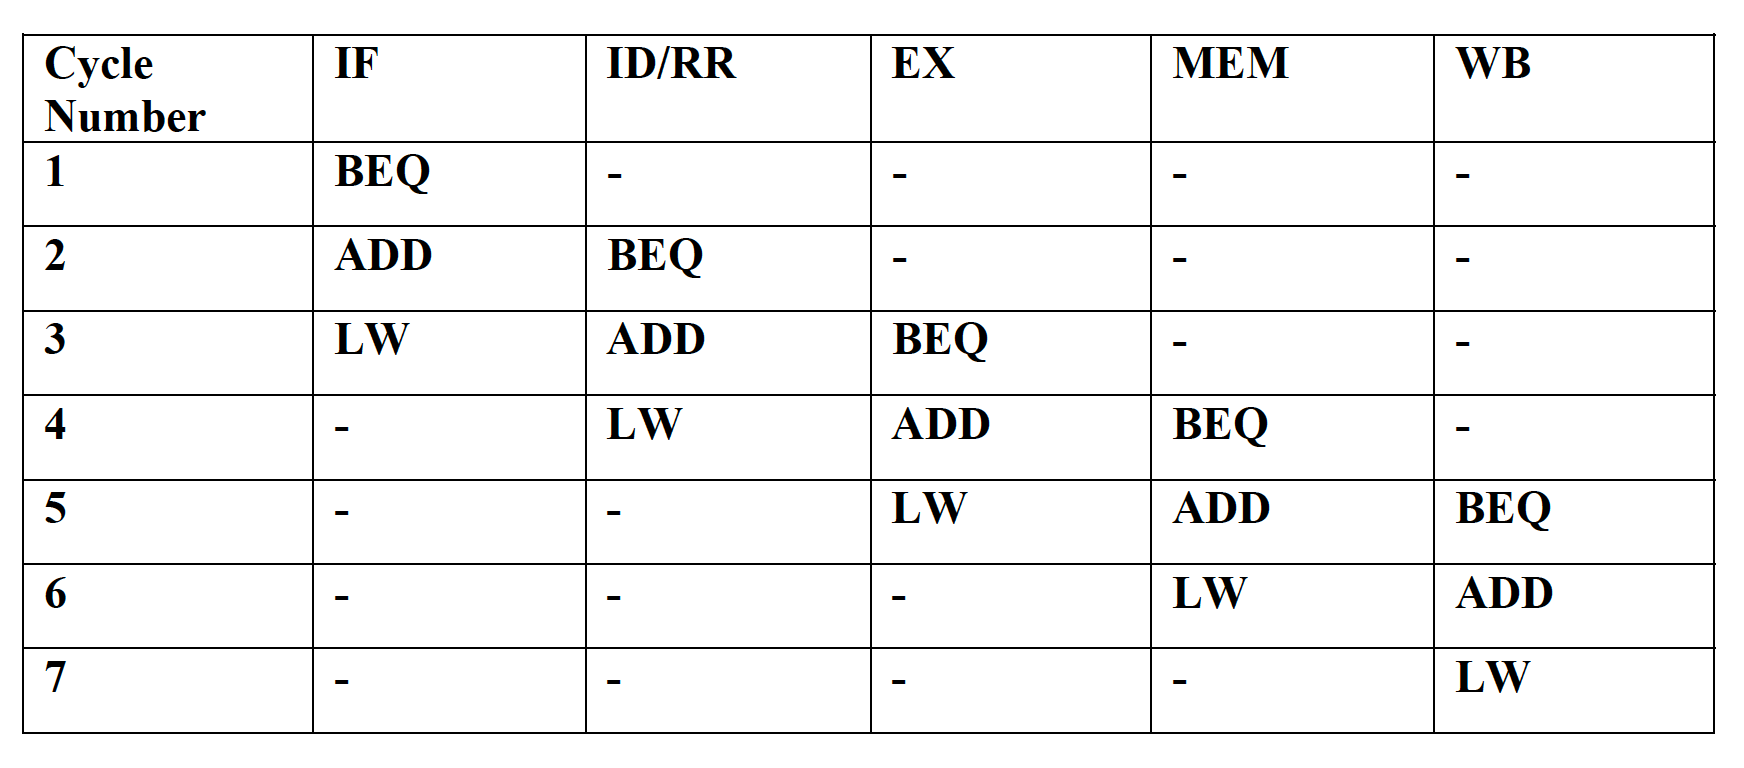 Cycle Number IF ID/RR EX MEM WB
1 BEQ - - - -
2 ADD BEQ - - -
3 LW ADD BEQ - -
4 - LW ADD BEQ -
5 - - LW ADD BEQ
6 - - - LW ADD
7 - - - - LW